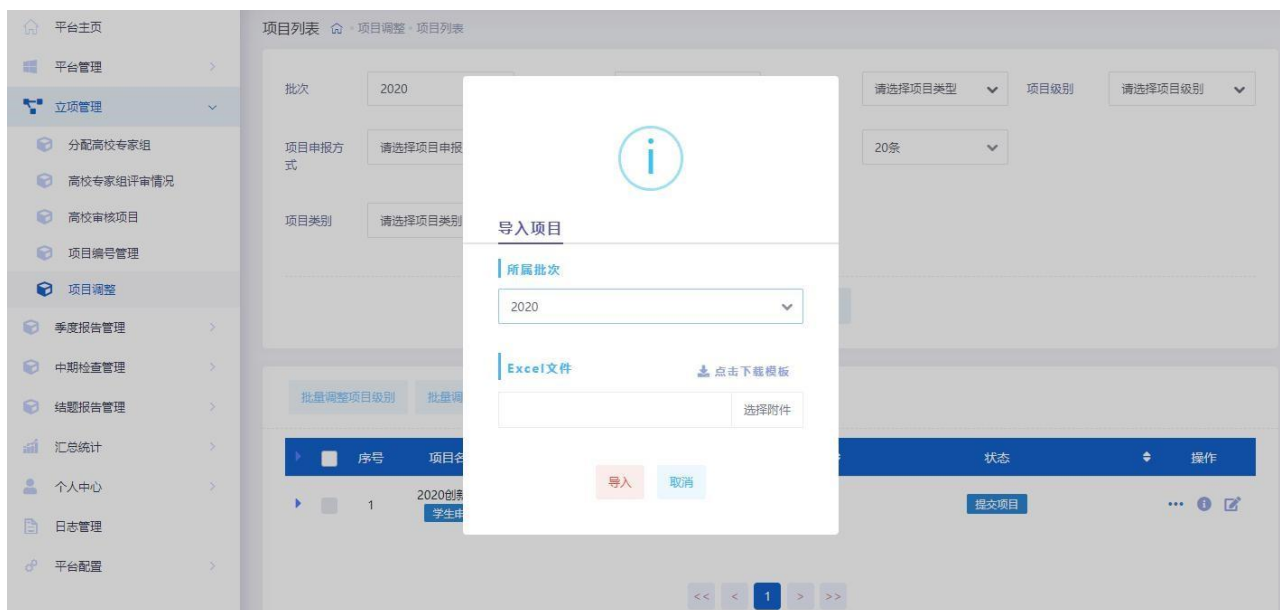 平台主页
平台管理
立项管理
分配高校专家组
高校专家组评审情况
高校审核项目
项目编号管理
项目调整
季度报告管理
中期检查管理
结题报告管理
汇总统计
个人中心
日志管理
平台配置
项目列表 - 项目调整 - 项目列表
批次 2020 请选择项目类型 项目级别 请选择项目级别
项目申报方式 请选择项目申报 20条
项目类别 请选择项目类别
导入项目
所属批次
2020
Excel文件 点击下载模板
选择附件
导入 取消
批量调整项目级别 批量调
序号 项目名 状态 操作
1 2020创新 提交项目
学生申
<< < 1 > >>